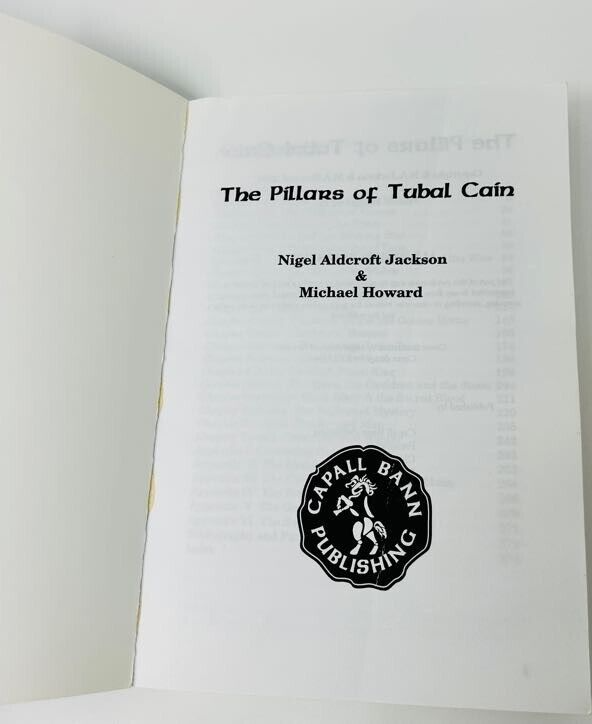 The Pillars of Tubal Cain
Nigel Aldcroft Jackson
&
Michael Howard
CAPALL BANN
PUBLISHING